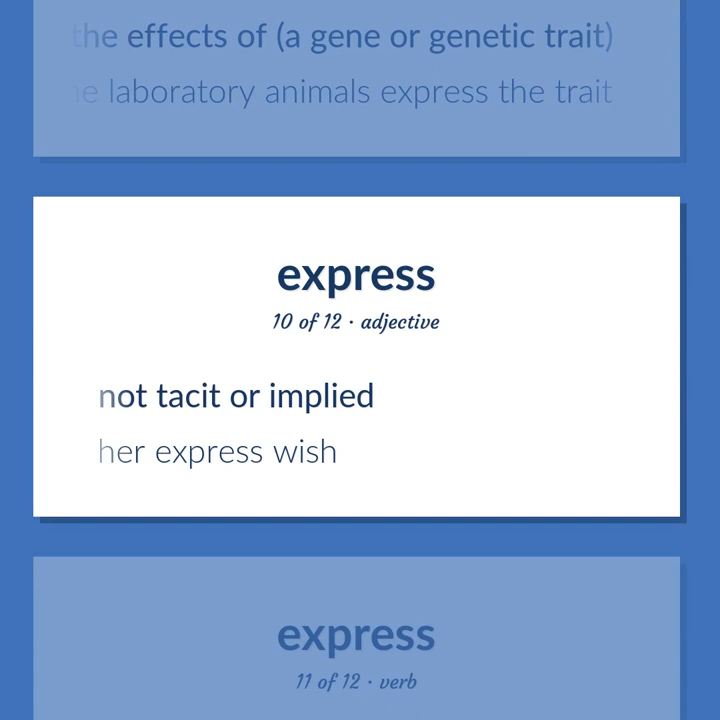 the effects of (a gene or genetic trait)
laboratory animals express the trait
express
10 of 12 · adjective
not tacit or implied
her express wish
express
11 of 12 · verb